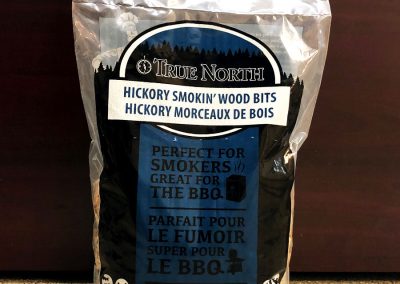 TRUE NORTH
HICKORY SMOKIN' WOOD BITS
HICKORY MORCEAUX DE BOIS
PERFECT FOR
SMOKERS
GREAT FOR
THE BBQ
PARFAIT POUR
LE FUMOIR
SUPER POUR
LE BBQ